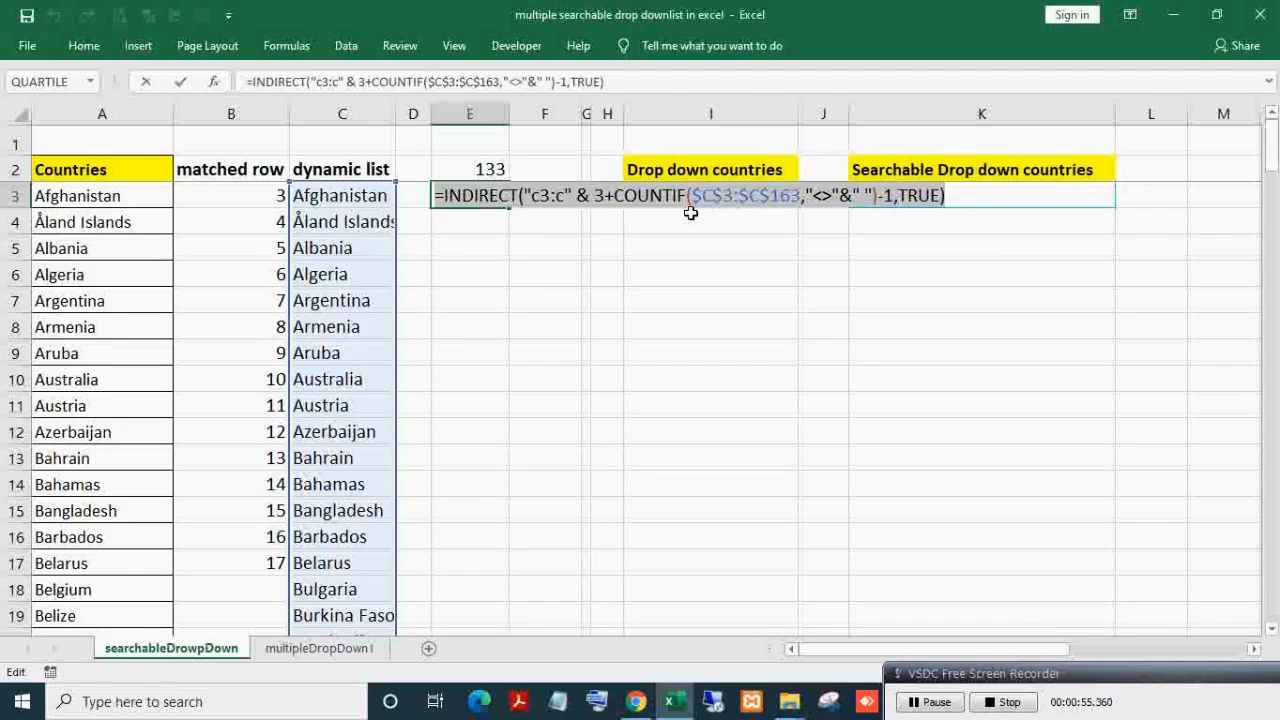 multiple searchable drop downlist in excel - Excel
Sign in
File Home Insert Page Layout Formulas Data Review View Developer Help Tell me what you want to do Share
QUARTILE =INDIRECT("c3:c" & 3+COUNTIF($C$3:$C$163,"<>"&" ")-1,TRUE)
A B C D E F G H I J K L M
1
2 Countries matched row dynamic list 133 Drop down countries Searchable Drop down countries
3 Afghanistan 3 Afghanistan =INDIRECT("c3:c" & 3+COUNTIF($C$3:$C$163,"<>"&" ")-1,TRUE)
4 Åland Islands 4 Åland Islands
5 Albania 5 Albania
6 Algeria 6 Algeria
7 Argentina 7 Argentina
8 Armenia 8 Armenia
9 Aruba 9 Aruba
10 Australia 10 Australia
11 Austria 11 Austria
12 Azerbaijan 12 Azerbaijan
13 Bahrain 13 Bahrain
14 Bahamas 14 Bahamas
15 Bangladesh 15 Bangladesh
16 Barbados 16 Barbados
17 Belarus 17 Belarus
18 Belgium Bulgaria
19 Belize Burkina Faso
searchableDrowpDown multipleDropDown1
Edit
VSDC Free Screen Recorder
Type here to search
Pause Stop 00:00:55.360